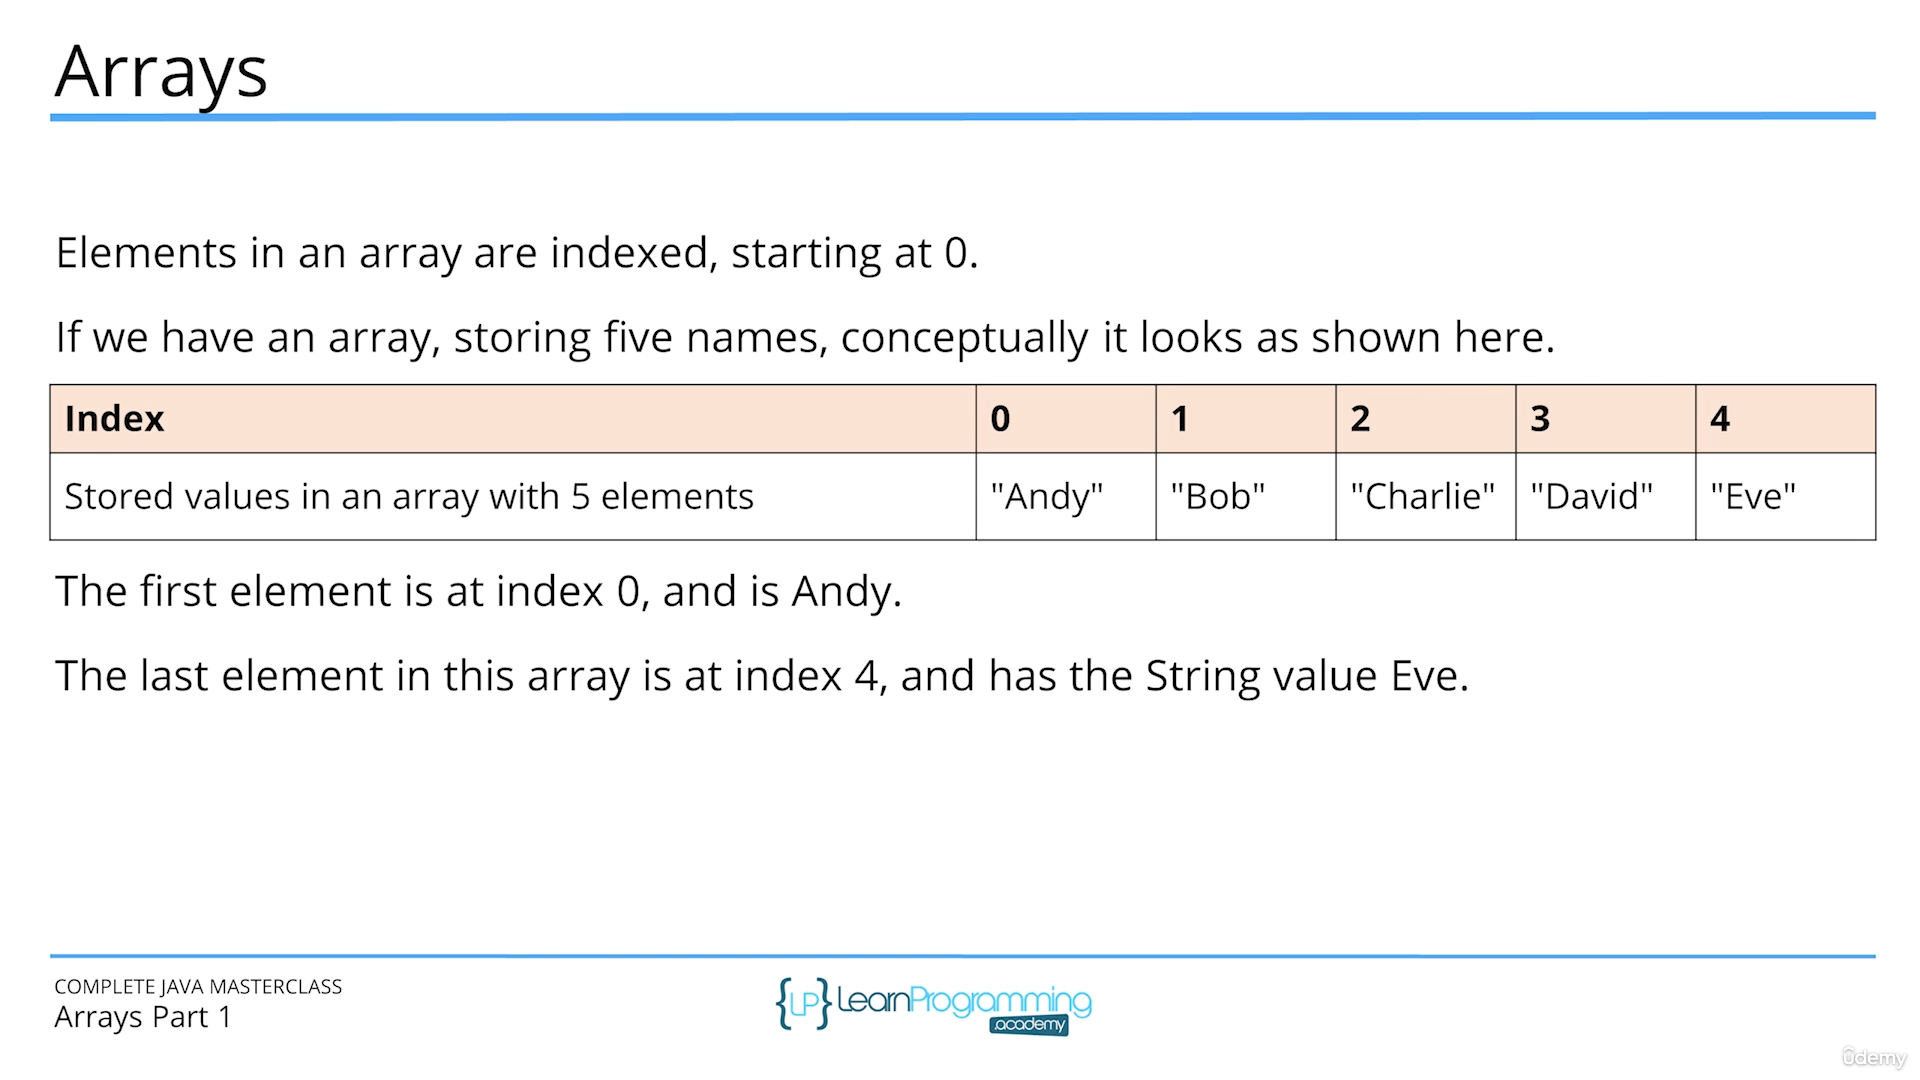 Arrays
Elements in an array are indexed, starting at 0.
If we have an array, storing five names, conceptually it looks as shown here.
Index 0 1 2 3 4
Stored values in an array with 5 elements "Andy" "Bob" "Charlie" "David" "Eve"
The first element is at index 0, and is Andy.
The last element in this array is at index 4, and has the String value Eve.
COMPLETE JAVA MASTERCLASS
Arrays Part 1
{LP} LearnProgramming
.academy
ûdemy